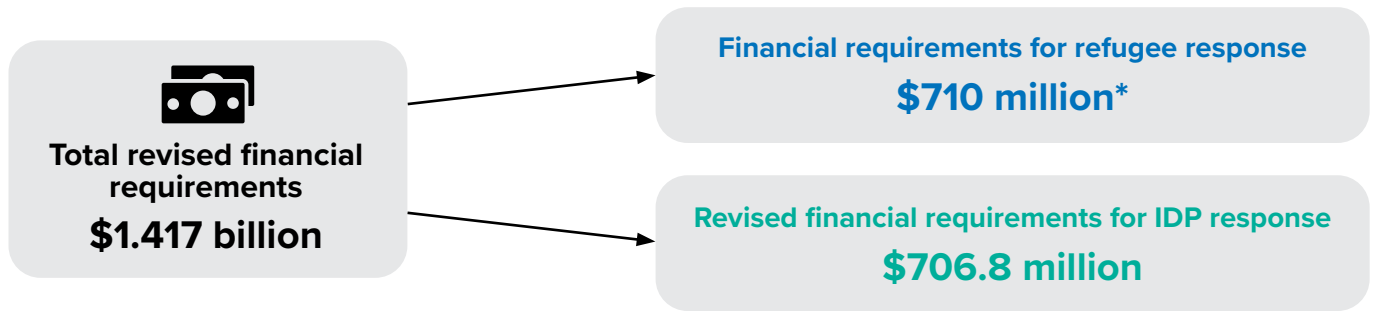 Total revised financial
requirements
$1.417 billion
Financial requirements for refugee response
$710 million*
Revised financial requirements for IDP response
$706.8 million